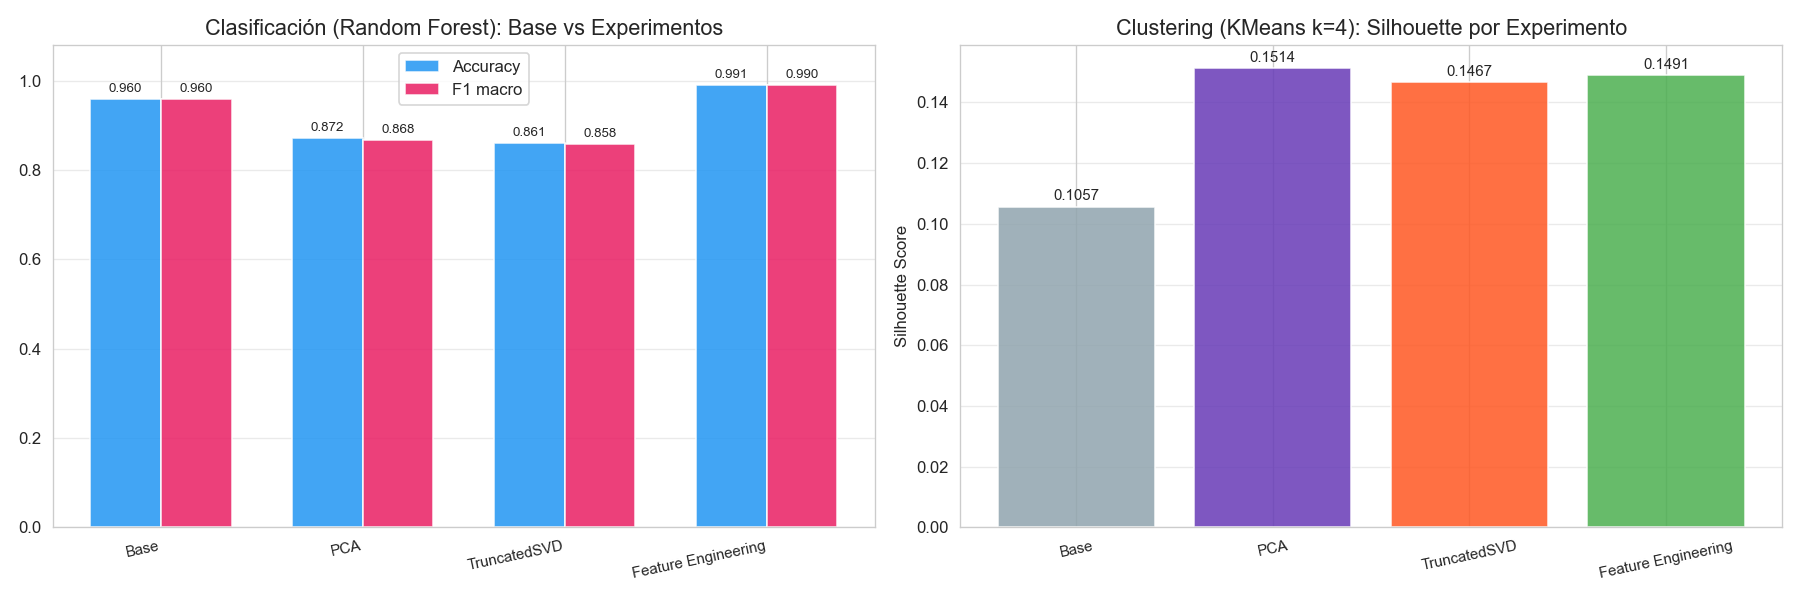 Clasificación (Random Forest): Base vs Experimentos
Accuracy
F1 macro
1.0
0.8
0.6
0.4
0.2
0.0
0.960
0.960
0.872
0.868
0.861
0.858
0.991
0.990
Base
PCA
TruncatedSVD
Feature Engineering
Clustering (KMeans k=4): Silhouette por Experimento
Silhouette Score
0.14
0.12
0.10
0.08
0.06
0.04
0.02
0.00
0.1057
0.1514
0.1467
0.1491
Base
PCA
TruncatedSVD
Feature Engineering